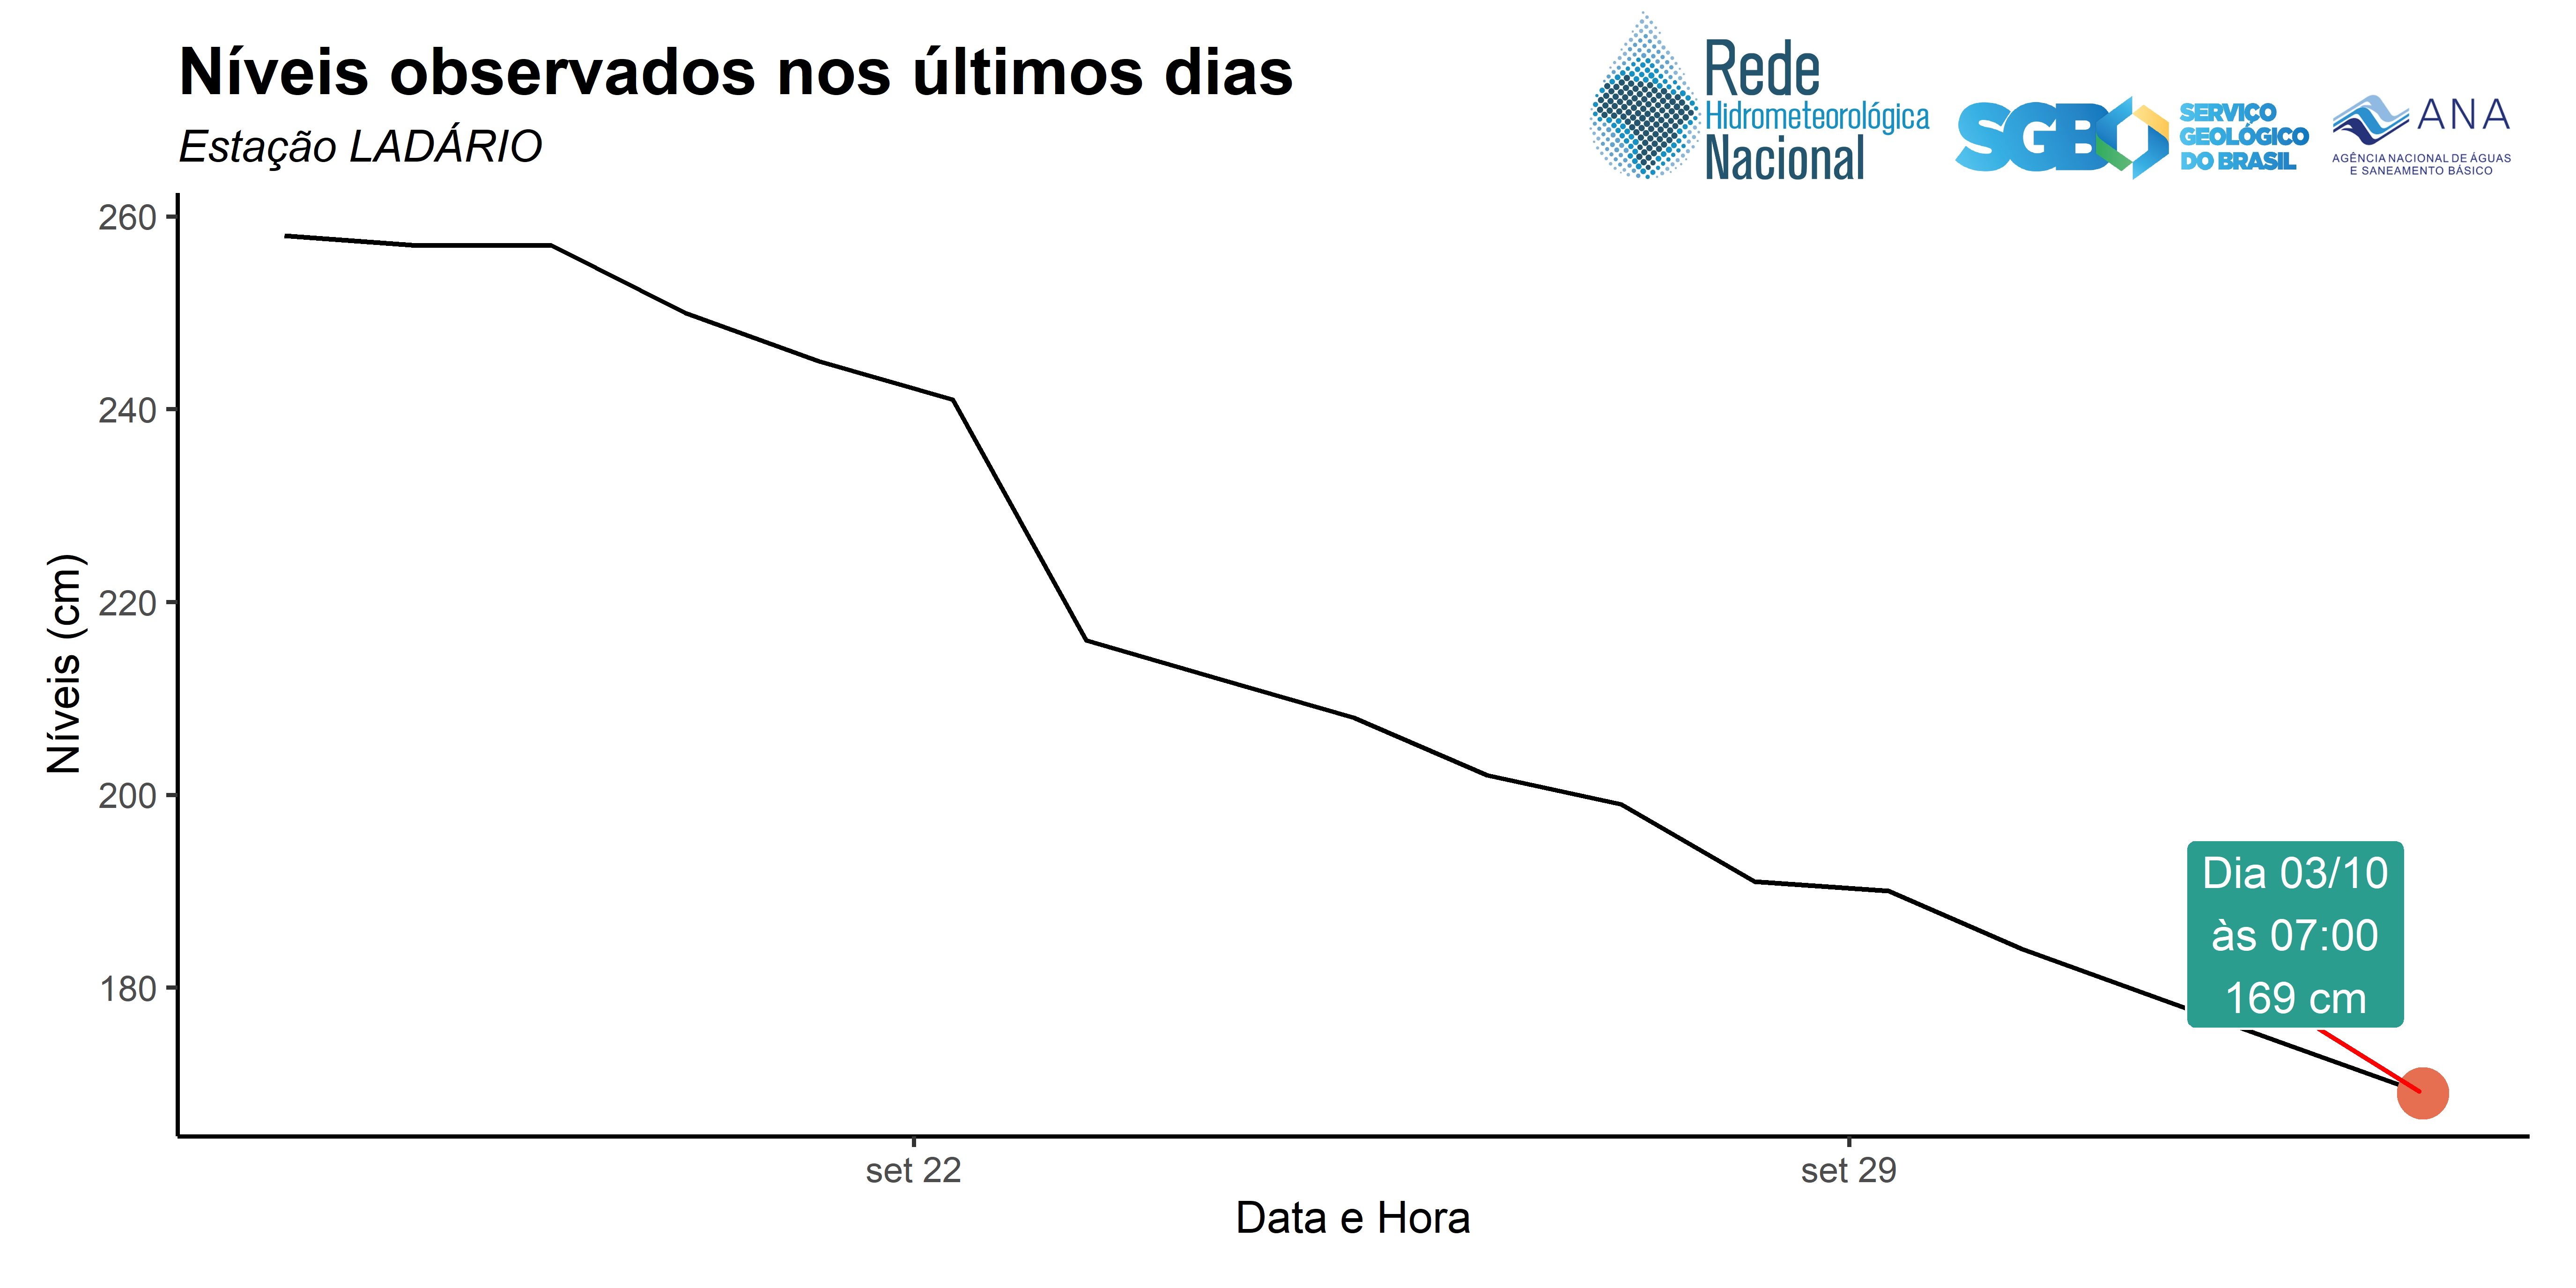 Níveis observados nos últimos dias
Estação LADÁRIO
Rede
Hidrometeorológica
Nacional
SGB
SERVIÇO
GEOLÓGICO
DO BRASIL
ANA
AGÊNCIA NACIONAL DE ÁGUAS
E SANEAMENTO BÁSICO
Níveis (cm)
260
240
220
200
180
Dia 03/10
às 07:00
169 cm
set 22
set 29
Data e Hora